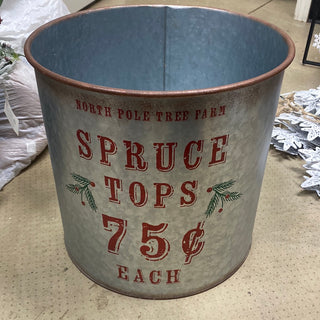 NORTH POLE TREE FARM
SPRUCE
TOPS
75¢
EACH